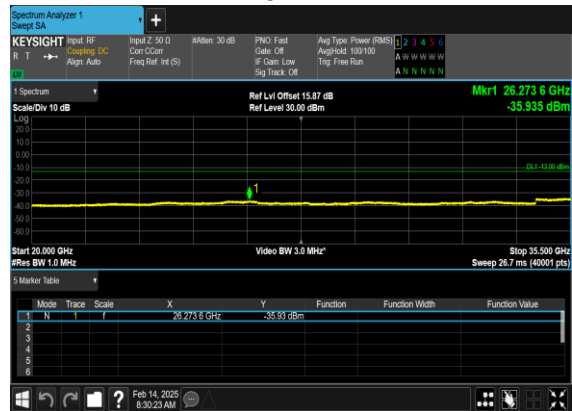 Spectrum Analyzer 1
Swept SA
+
KEYSIGHT Input: RF Input Z: 50 Ω #Atten: 30 dB PNO: Fast Avg Type: Power (RMS) 1 2 3 4 5 6
R T Coupling: DC Corr CCorr Gate: Off Avg|Hold: 100/100 A W W W W W
Align: Auto Freq Ref: Int (S) IF Gain: Low Trig: Free Run
Sig Track: Off A N N N N N
1 Spectrum
Ref Lvl Offset 15.87 dB Mkr1 26.273 6 GHz
Scale/Div 10 dB Ref Level 30.00 dBm -35.935 dBm
Log
20.0
10.0
0.00
-10.0 DL1 -13.00 dBm
-20.0
1
-30.0
-40.0
-50.0
-60.0
Start 20.000 GHz Video BW 3.0 MHz* Stop 35.500 GHz
#Res BW 1.0 MHz Sweep 26.7 ms (40001 pts)
5 Marker Table
Mode Trace Scale X Y Function Function Width Function Value
1 N 1 f 26.273 6 GHz -35.93 dBm
2
3
4
5
6
? Feb 14, 2025
8:30:23 AM